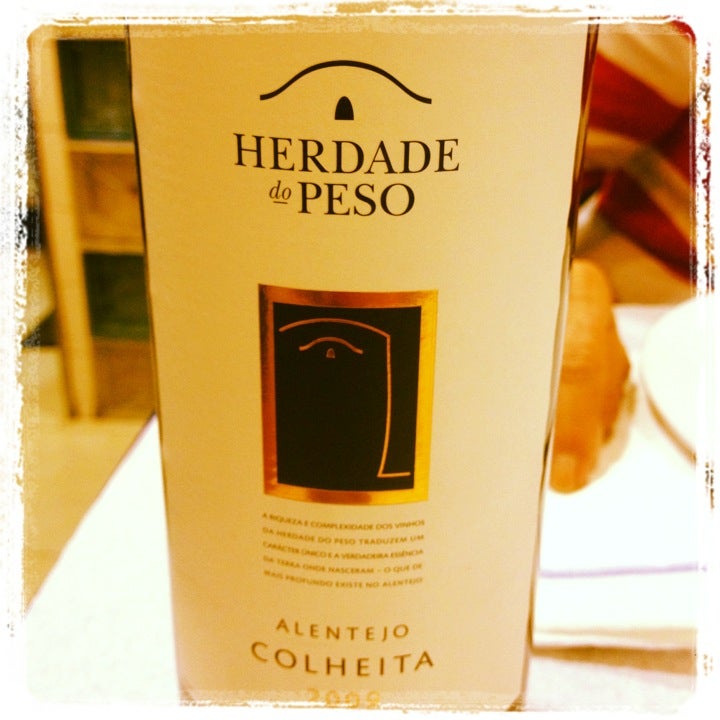 HERDADE
do PESO
A RIQUEZA E COMPLEXIDADE DOS VINHOS
DA HERDADE DO PESO TRADUZEM UM
CARÁCTER ÚNICO E A VERDADEIRA ESSÊNCIA
DA TERRA ONDE NASCERAM – O QUE DE
MAIS PROFUNDO EXISTE NO ALENTEJO
ALENTEJO
COLHEITA